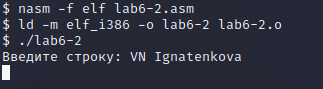 $ nasm -f elf lab6-2.asm
$ ld -m elf_i386 -o lab6-2 lab6-2.o
$ ./lab6-2
Введите строку: VN Ignatenkova